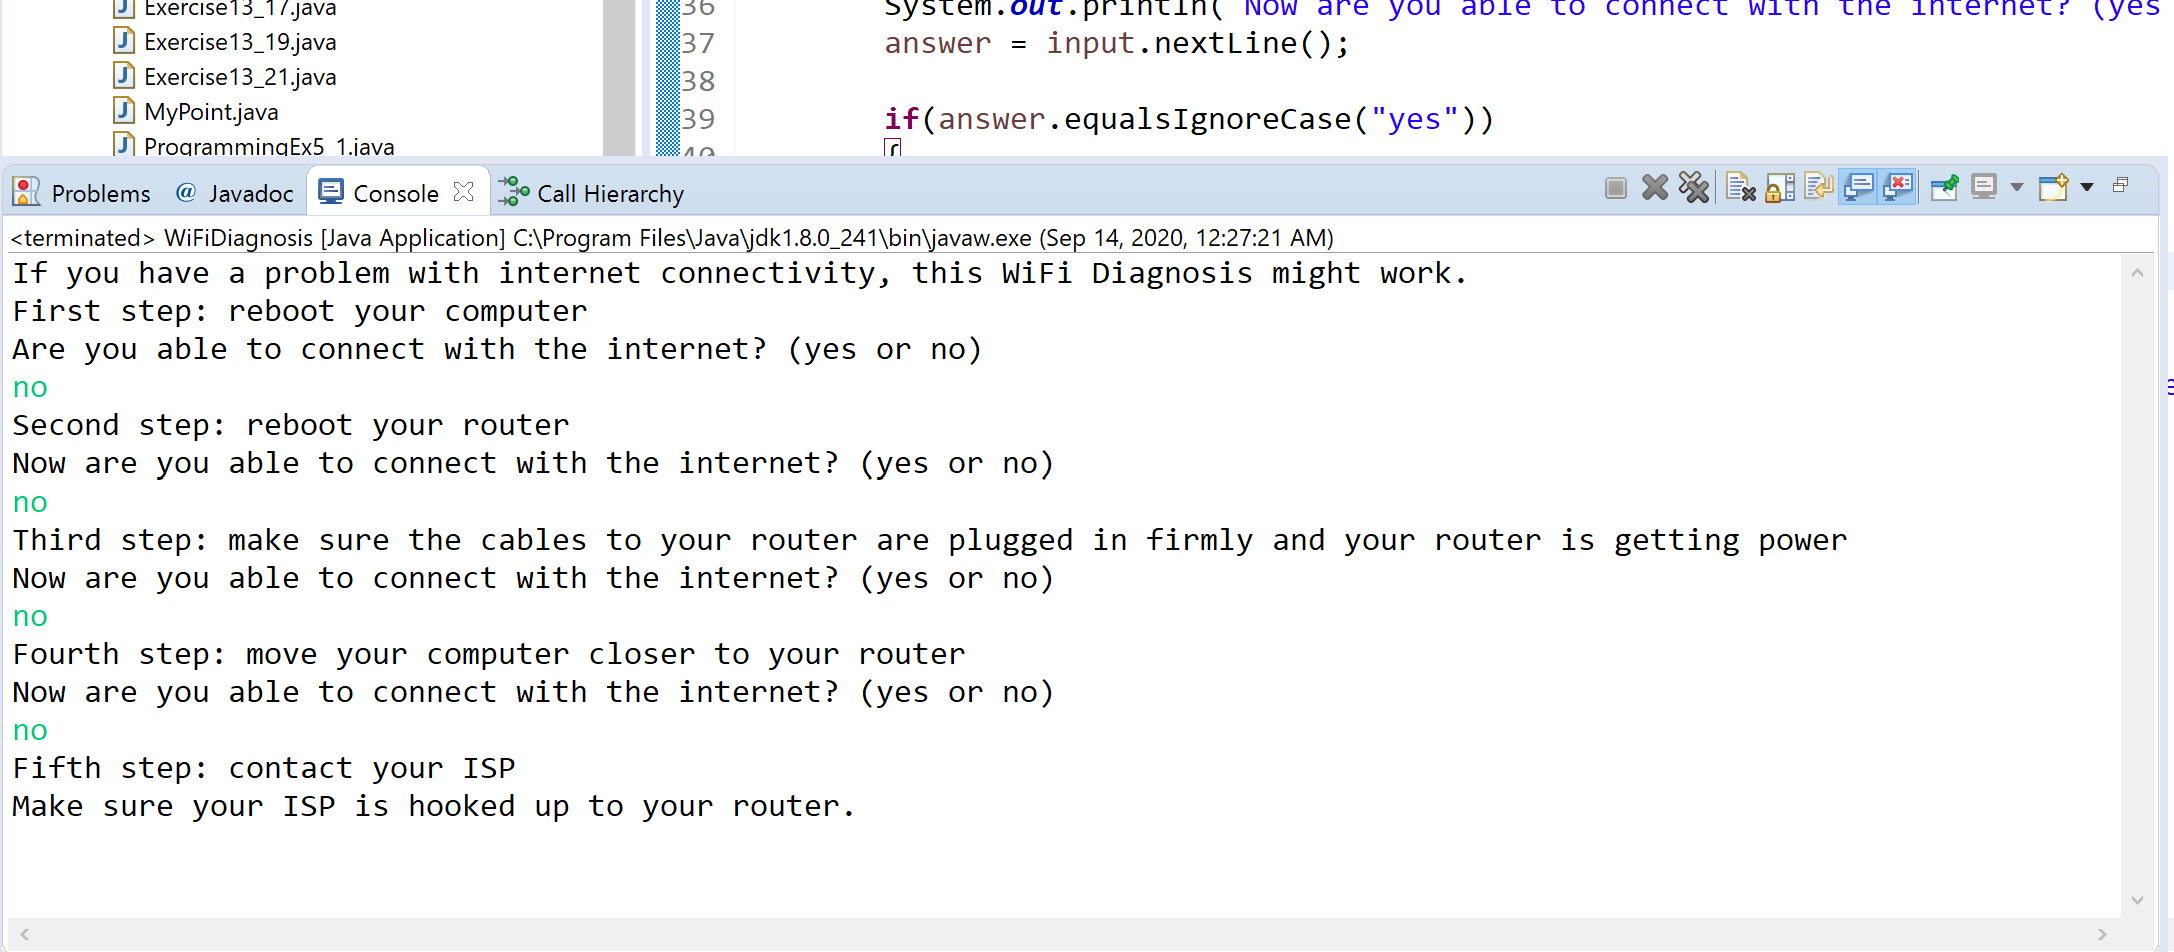 Exercise13_17.java
Exercise13_19.java
Exercise13_21.java
MyPoint.java
ProgrammingEx5_1.java
36 System.out.println("Now are you able to connect with the internet? (yes
37 answer = input.nextLine();
38
39 if(answer.equalsIgnoreCase("yes"))
40 {
Problems @ Javadoc Console Call Hierarchy
<terminated> WiFiDiagnosis [Java Application] C:\Program Files\Java\jdk1.8.0_241\bin\javaw.exe (Sep 14, 2020, 12:27:21 AM)
If you have a problem with internet connectivity, this WiFi Diagnosis might work.
First step: reboot your computer
Are you able to connect with the internet? (yes or no)
no
Second step: reboot your router
Now are you able to connect with the internet? (yes or no)
no
Third step: make sure the cables to your router are plugged in firmly and your router is getting power
Now are you able to connect with the internet? (yes or no)
no
Fourth step: move your computer closer to your router
Now are you able to connect with the internet? (yes or no)
no
Fifth step: contact your ISP
Make sure your ISP is hooked up to your router.